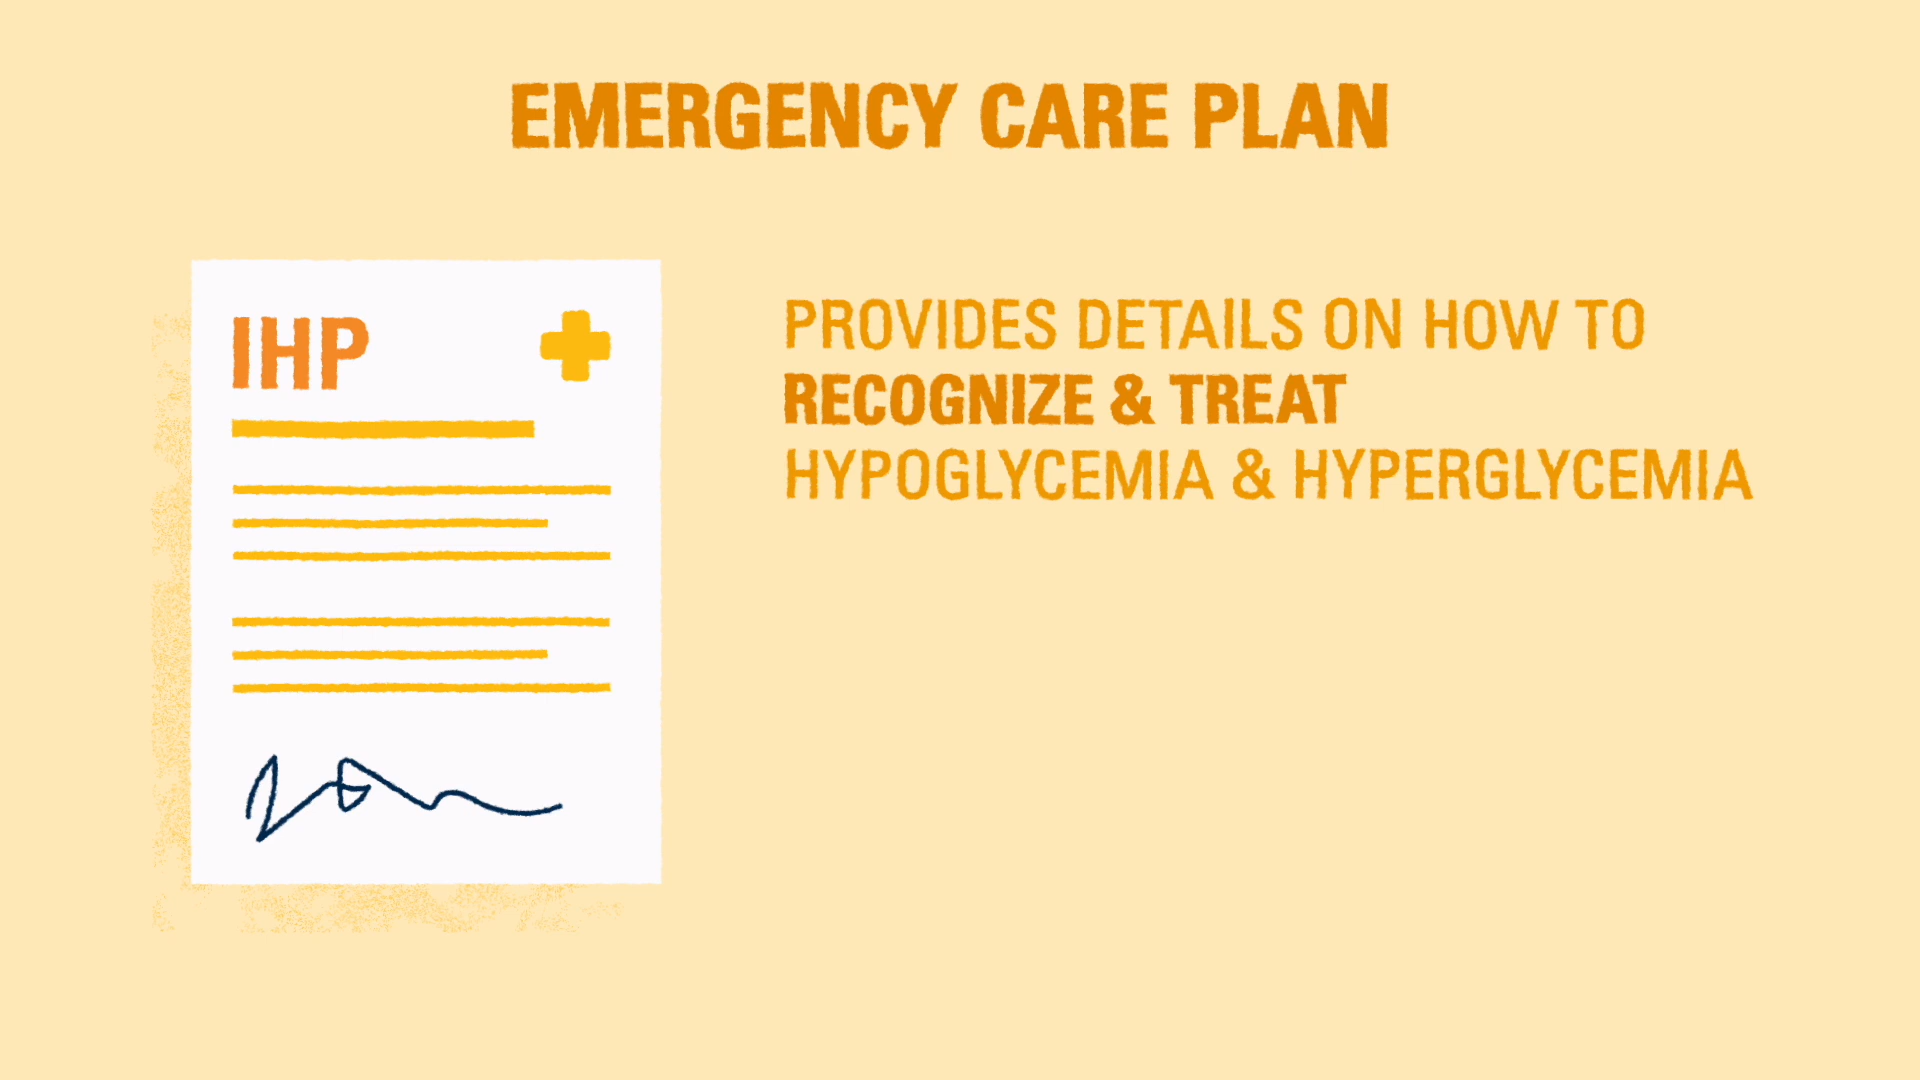 EMERGENCY CARE PLAN
IHP
PROVIDES DETAILS ON HOW TO
RECOGNIZE & TREAT
HYPOGLYCEMIA & HYPERGLYCEMIA